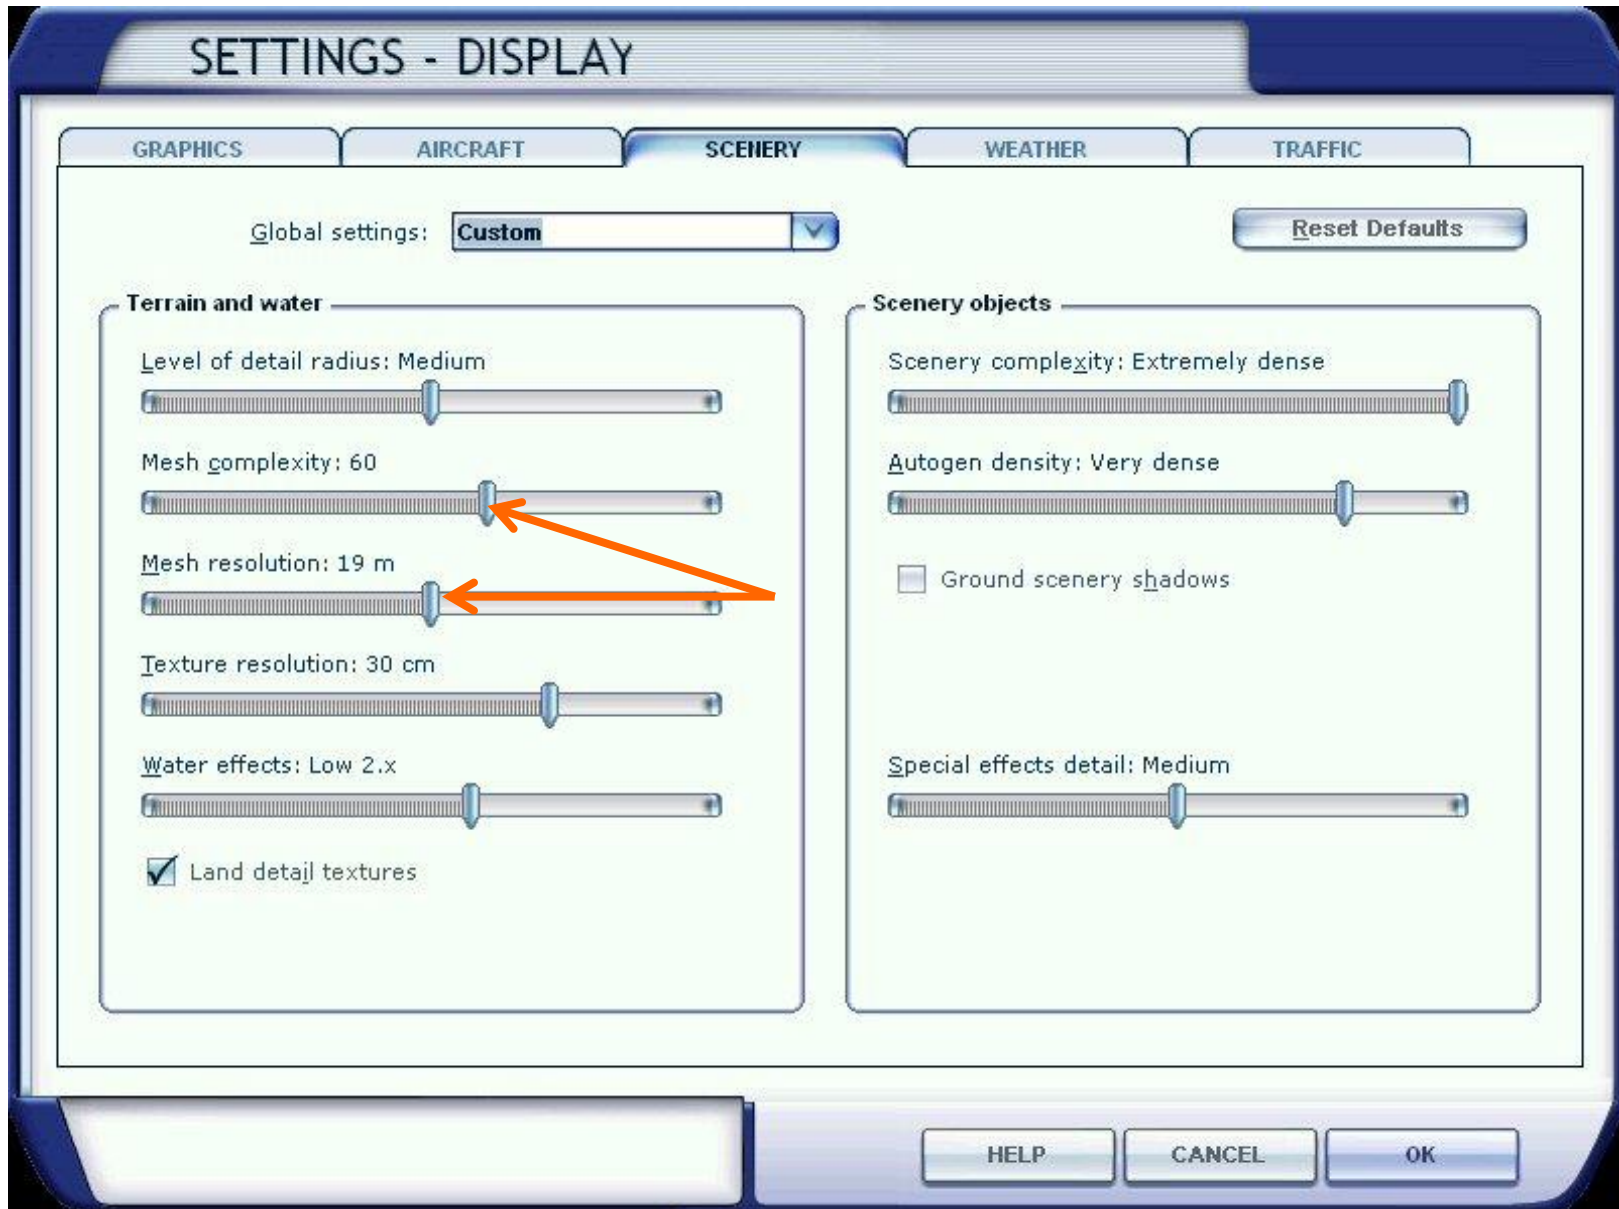 SETTINGS - DISPLAY
GRAPHICS AIRCRAFT SCENERY WEATHER TRAFFIC
Global settings: Custom Reset Defaults
Terrain and water
Level of detail radius: Medium
Mesh complexity: 60
Mesh resolution: 19 m
Texture resolution: 30 cm
Water effects: Low 2.x
Land detail textures
Scenery objects
Scenery complexity: Extremely dense
Autogen density: Very dense
Ground scenery shadows
Special effects detail: Medium
HELP CANCEL OK